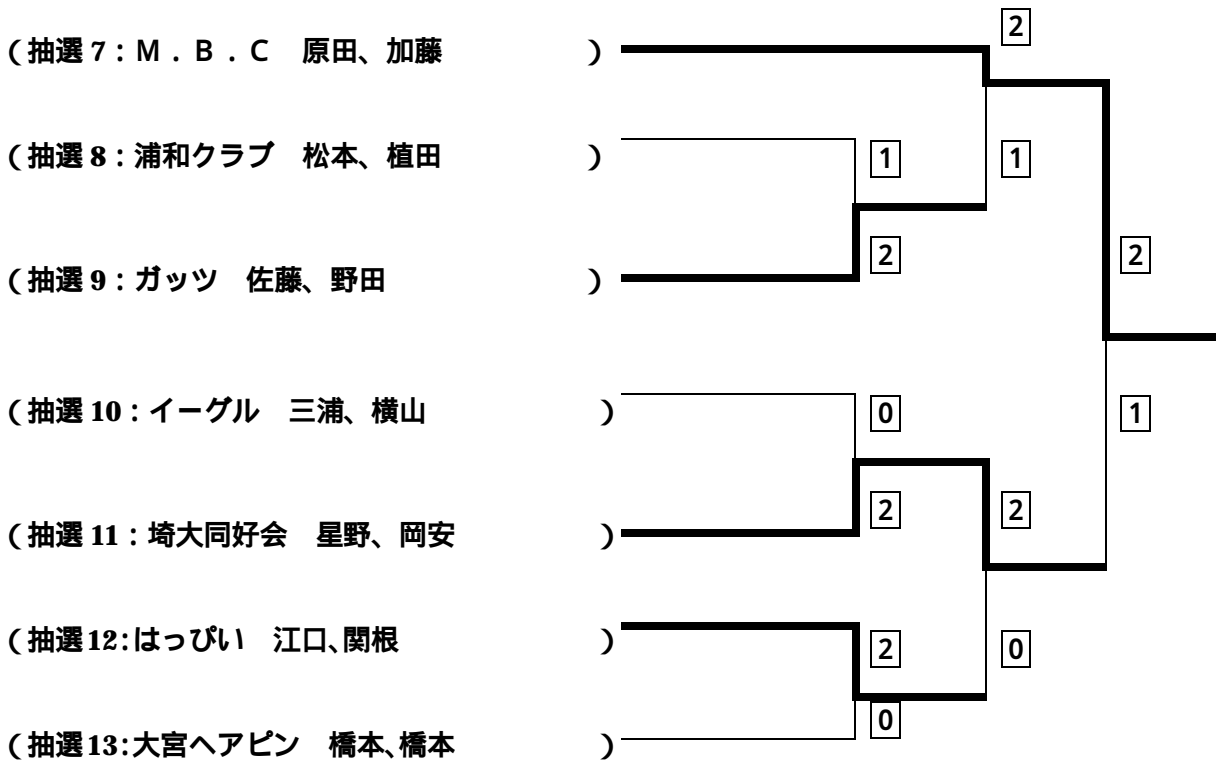 2
(抽選 7：Ｍ．Ｂ．Ｃ　原田、加藤　)
(抽選 8：浦和クラブ　松本、植田　)
1
1
2
2
(抽選 9：ガッツ　佐藤、野田　)
(抽選 10：イーグル　三浦、横山　)
0
1
2
2
(抽選 11：埼大同好会　星野、岡安　)
(抽選12:はっぴい　江口､関根　)
2
0
0
(抽選13:大宮ヘアピン　橋本､橋本　)